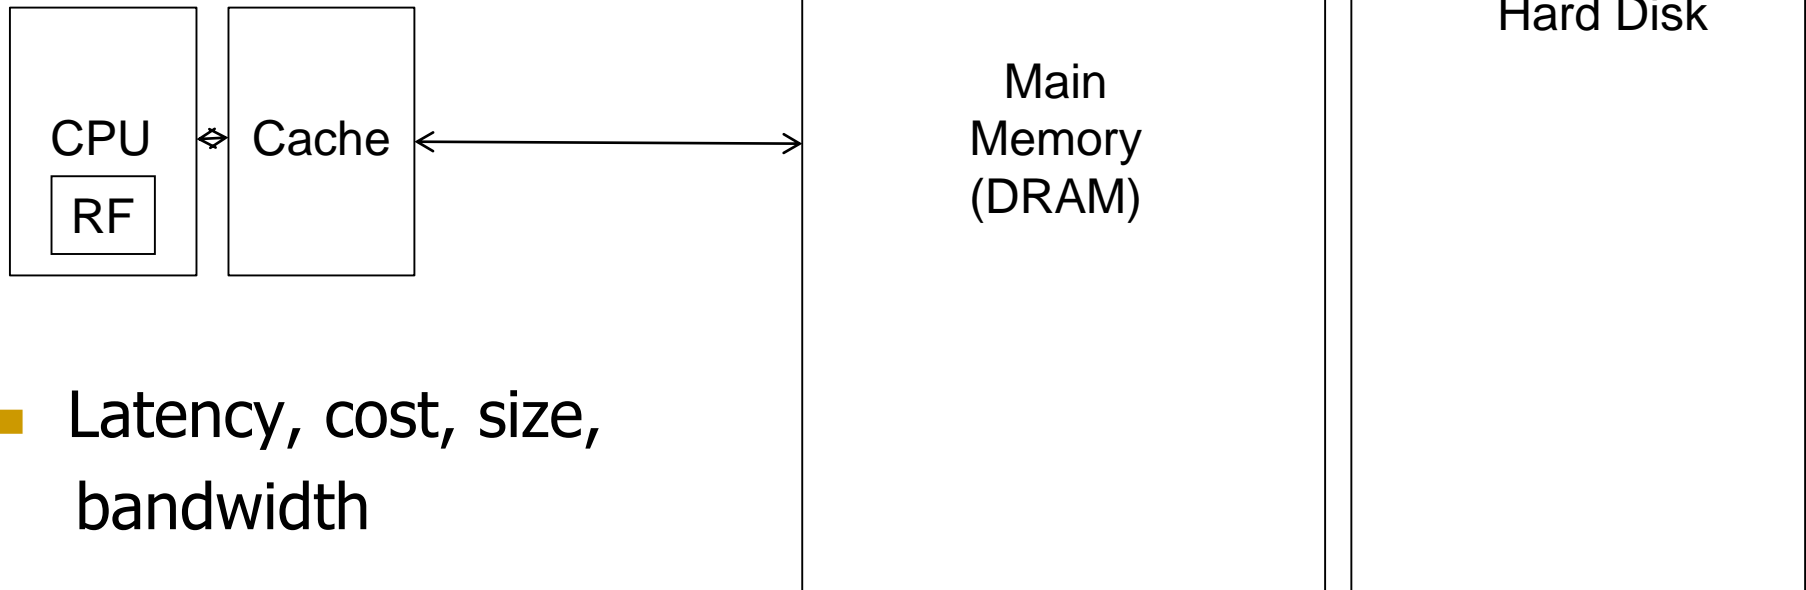 Hard Disk
CPU
RF
Cache
Main
Memory
(DRAM)
Latency, cost, size,
bandwidth